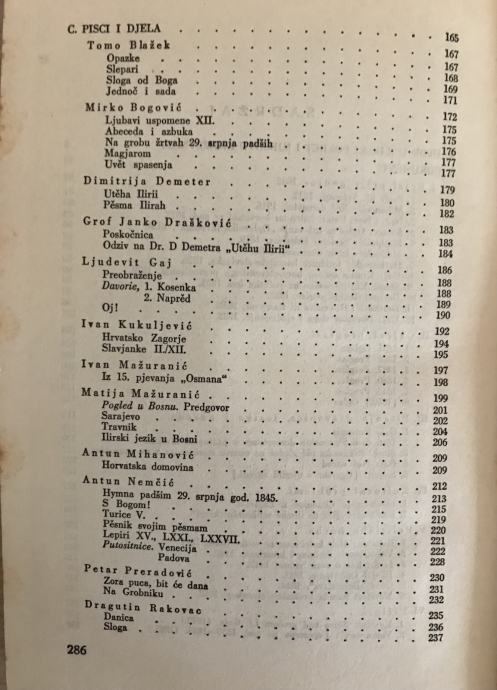 C. PISCI I DJELA . . . . . . . . . . 165
Tomo Blažek . . . . . . . . . . 167
Opazke . . . . . . . . . . 167
Slepari . . . . . . . . . . 168
Sloga od Boga . . . . . . . . . . 169
Jednoč i sada . . . . . . . . . . 171
Mirko Bogović . . . . . . . . . . 172
Ljubavi uspomene XII. . . . . . . . . 175
Abeceda i azbuka . . . . . . . . . 175
Na grobu žrtvah 29. srpnja padših . . . . . . 176
Magjarom . . . . . . . . . . 177
Uvět spasenja . . . . . . . . . . 177
Dimitrija Demeter . . . . . . . . 179
Utěha Ilirii . . . . . . . . . . 180
Pěsma Ilirah . . . . . . . . . . 182
Grof Janko Drašković . . . . . . . . 183
Poskočnica . . . . . . . . . . 183
Odziv na Dr. D Demetra „Utěhu Ilirii“ . . . . . 184
Ljudevit Gaj . . . . . . . . . . 186
Preobraženje . . . . . . . . . . 188
Davorie, 1. Kosenka . . . . . . . . . 188
2. Naprěd . . . . . . . . . 189
Oj! . . . . . . . . . . 190
Ivan Kukuljević . . . . . . . . . 192
Hrvatsko Zagorje . . . . . . . . . 194
Slavjanke II./XII. . . . . . . . . . 195
Ivan Mažuranić . . . . . . . . . 197
Iz 15. pjevanja „Osmana“ . . . . . . . 198
Matija Mažuranić . . . . . . . . . 199
Pogled u Bosnu. Predgovor . . . . . . . 201
Sarajevo . . . . . . . . . . 202
Travnik . . . . . . . . . . 204
Ilirski jezik u Bosni . . . . . . . . 206
Antun Mihanović . . . . . . . . . 209
Horvatska domovina . . . . . . . . . 209
Antun Nemčić . . . . . . . . . . 212
Hymna padšim 29. srpnja god. 1845. . . . . . 213
S Bogom! . . . . . . . . . . 215
Turice V. . . . . . . . . . . 219
Pěsnik svojim pěsmam . . . . . . . . 220
Lepiri XV., LXXI., LXXVII. . . . . . . . 221
Putositnice. Venecija . . . . . . . . 222
Padova . . . . . . . . 228
Petar Preradović . . . . . . . . . 230
Zora puca, bit će dana . . . . . . . . 231
Na Grobniku . . . . . . . . . . 232
Dragutin Rakovac . . . . . . . . . 235
Danica . . . . . . . . . . 236
Sloga . . . . . . . . . . 237
286